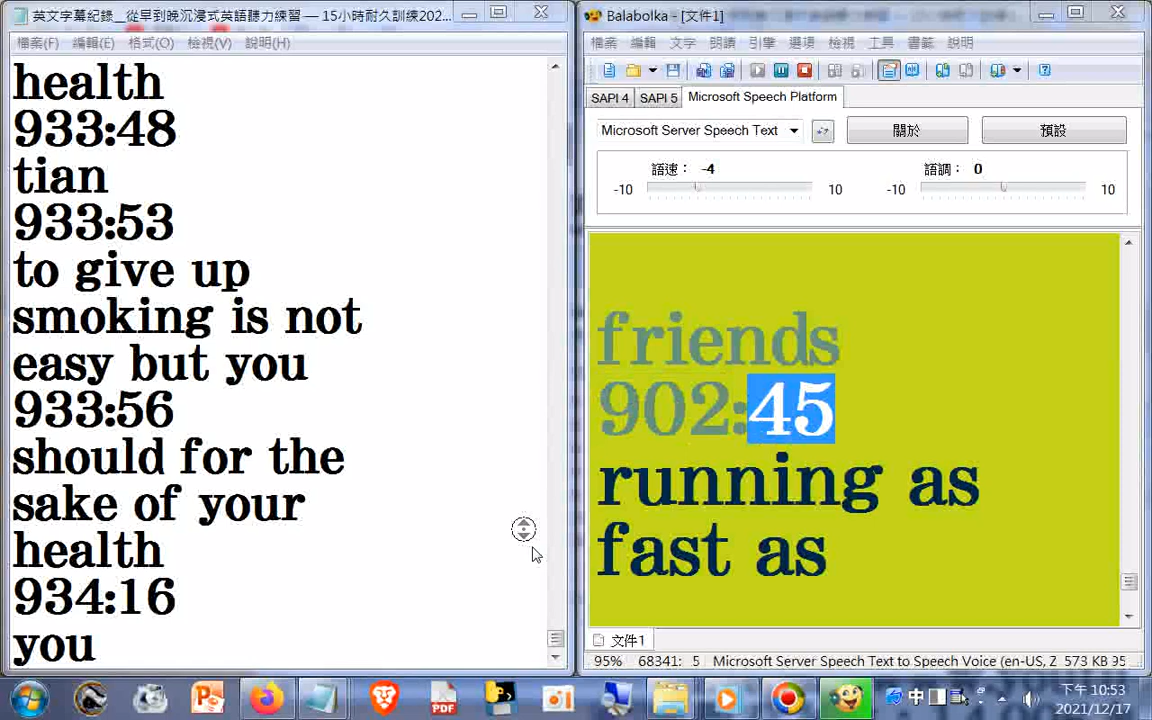 英文字幕紀錄__從早到晚沉浸式英語聽力練習 — 15小時耐久訓練202...
檔案(F) 編輯(E) 格式(O) 檢視(V) 說明(H)
health
933:48
tian
933:53
to give up
smoking is not
easy but you
933:56
should for the
sake of your
health
934:16
you
Balabolka - [文件1]
檔案 編輯 文字 朗讀 引擎 選項 檢視 工具 書籤 說明
SAPI 4 SAPI 5 Microsoft Speech Platform
Microsoft Server Speech Text 關於 預設
語速： -4 語調： 0
-10 10 -10 10
friends
902:45
running as
fast as
文件1
95% 68341: 5 Microsoft Server Speech Text to Speech Voice (en-US, 2 573 KB 95
PDF 中 下午 10:53
2021/12/17